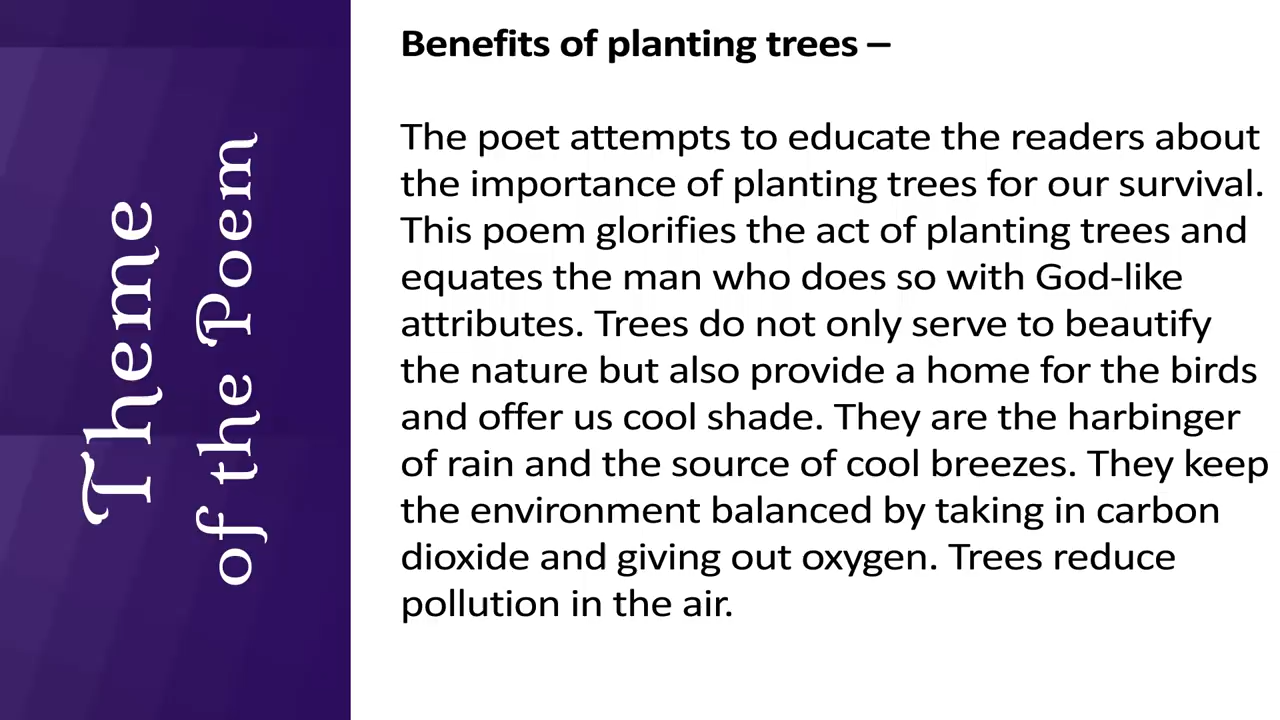 Theme
of the Poem
Benefits of planting trees –
The poet attempts to educate the readers about
the importance of planting trees for our survival.
This poem glorifies the act of planting trees and
equates the man who does so with God-like
attributes. Trees do not only serve to beautify
the nature but also provide a home for the birds
and offer us cool shade. They are the harbinger
of rain and the source of cool breezes. They keep
the environment balanced by taking in carbon
dioxide and giving out oxygen. Trees reduce
pollution in the air.